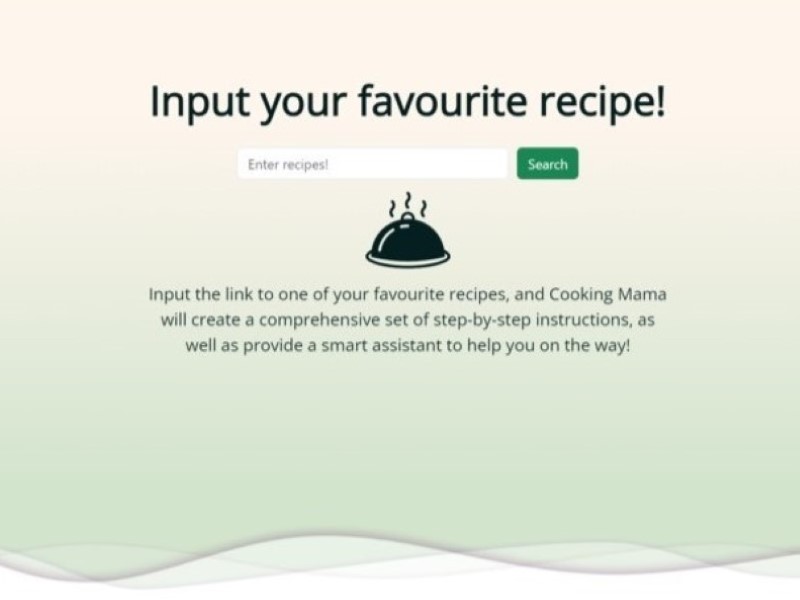 Input your favourite recipe!
Enter recipes!
Search
Input the link to one of your favourite recipes, and Cooking Mama
will create a comprehensive set of step-by-step instructions, as
well as provide a smart assistant to help you on the way!